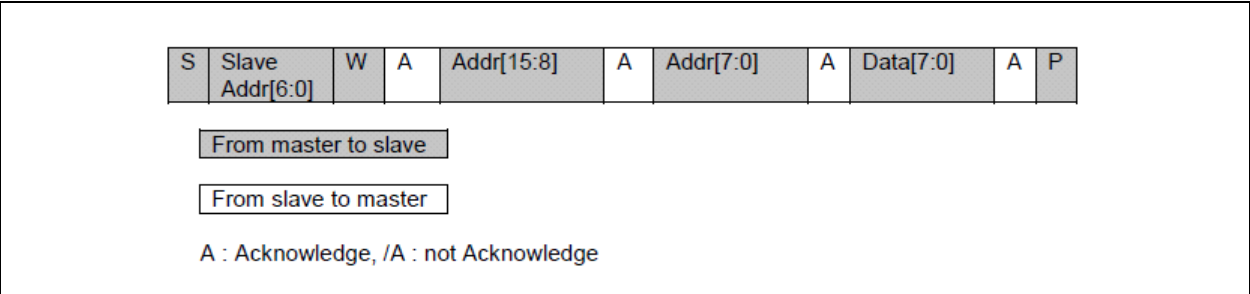 S Slave Addr[6:0] W A Addr[15:8] A Addr[7:0] A Data[7:0] A P
From master to slave
From slave to master
A : Acknowledge, /A : not Acknowledge